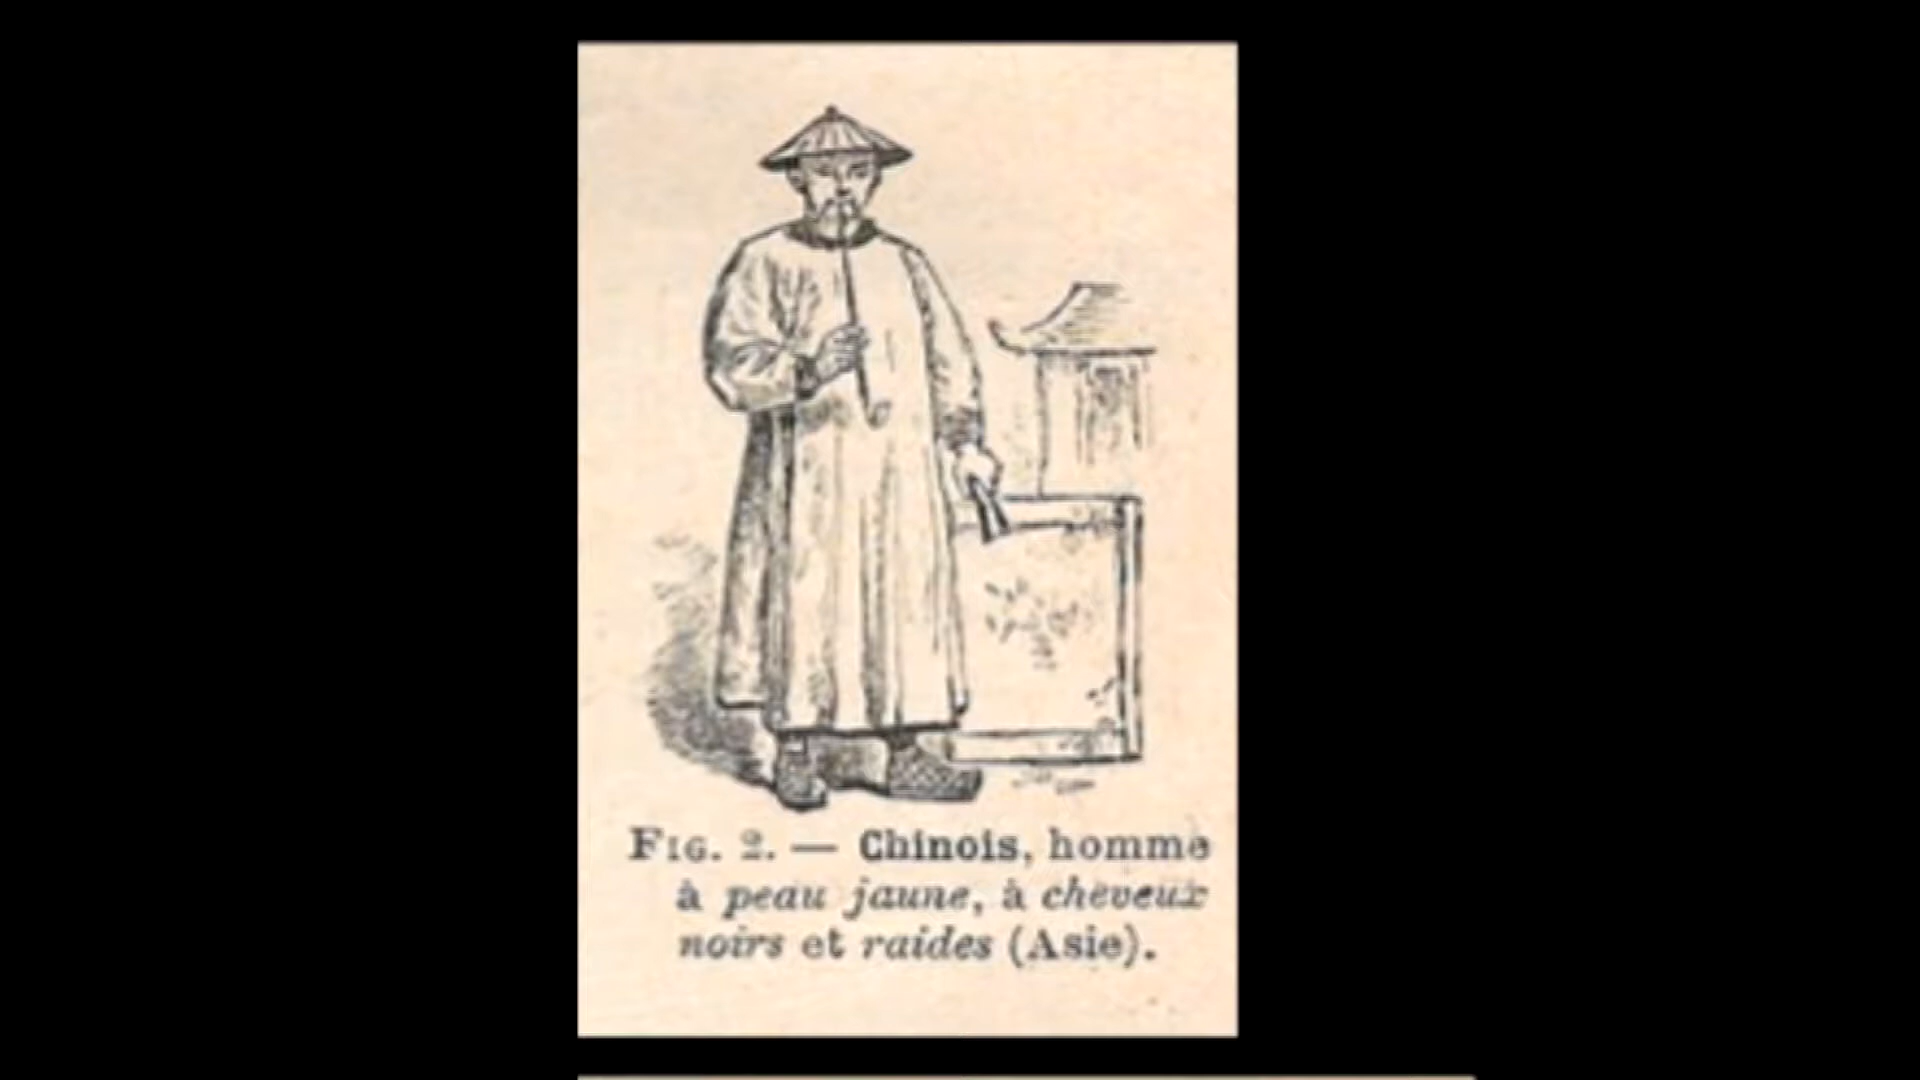 FIG. 2. — Chinois, homme
à peau jaune, à cheveux
noirs et raides (Asie).